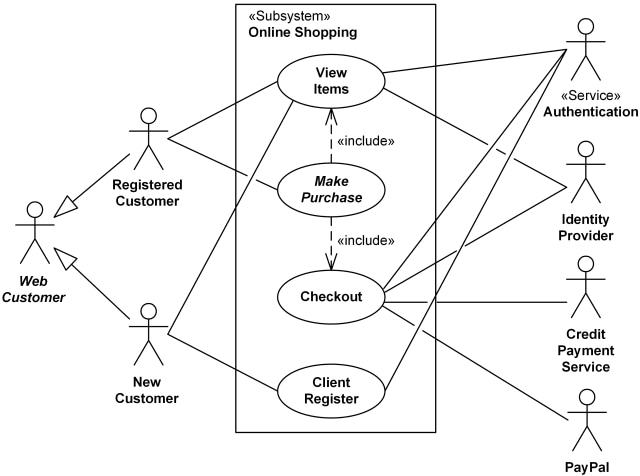 «Subsystem»
Online Shopping
View
Items
«include»
Make
Purchase
«include»
Checkout
Client
Register
Registered
Customer
Web
Customer
New
Customer
«Service»
Authentication
Identity
Provider
Credit
Payment
Service
PayPal